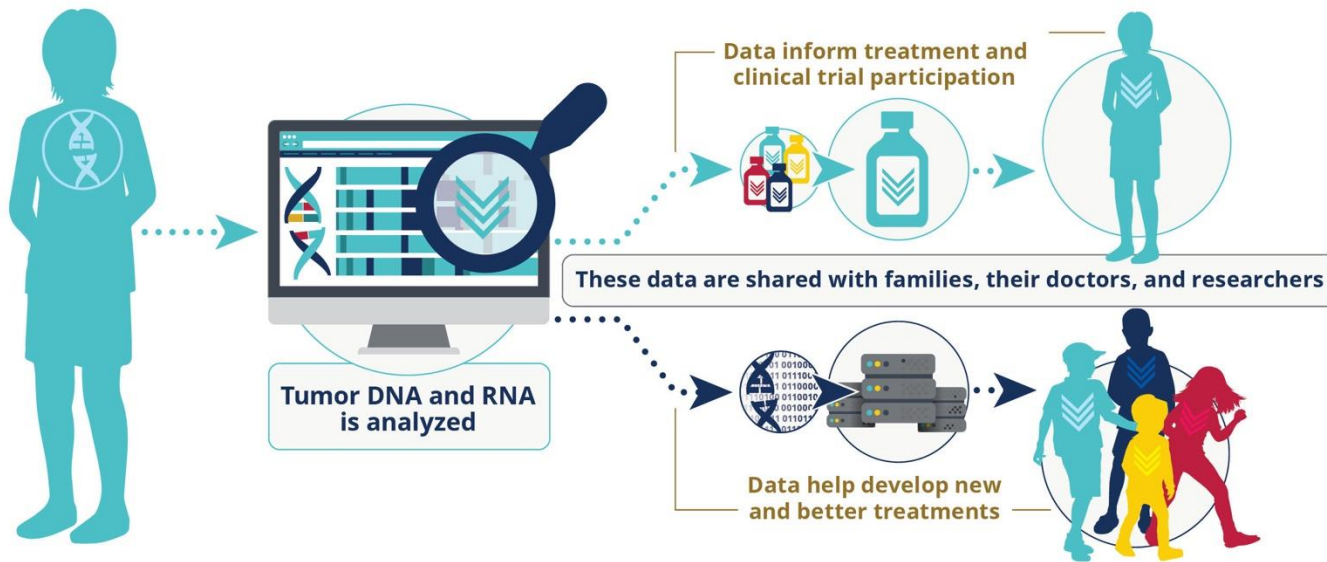 Data inform treatment and
clinical trial participation
These data are shared with families, their doctors, and researchers
Tumor DNA and RNA
is analyzed
Data help develop new
and better treatments